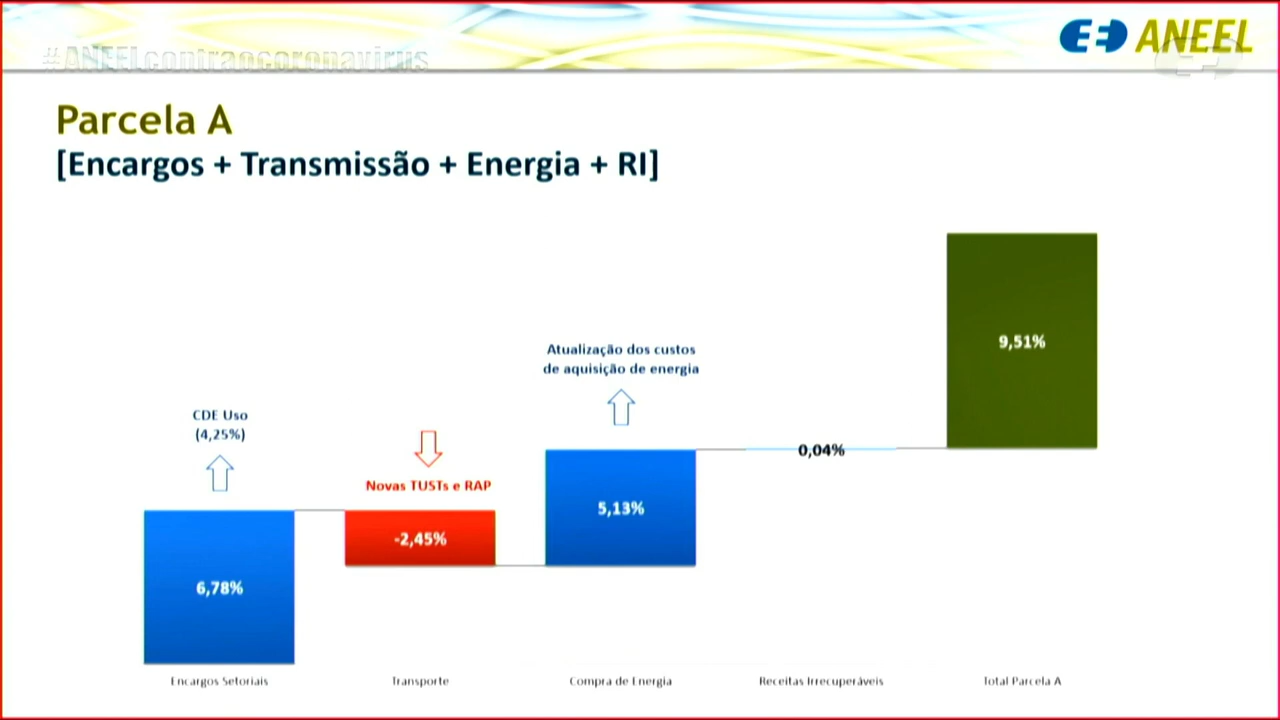 #ANEELcontraocoronavirus
ANEEL
Parcela A
[Encargos + Transmissão + Energia + RI]
9,51%
Atualização dos custos
de aquisição de energia
CDE Uso
(4,25%)
0,04%
Novas TUSTs e RAP
5,13%
-2,45%
6,78%
Encargos Setoriais
Transporte
Compra de Energia
Receitas Irrecuperáveis
Total Parcela A